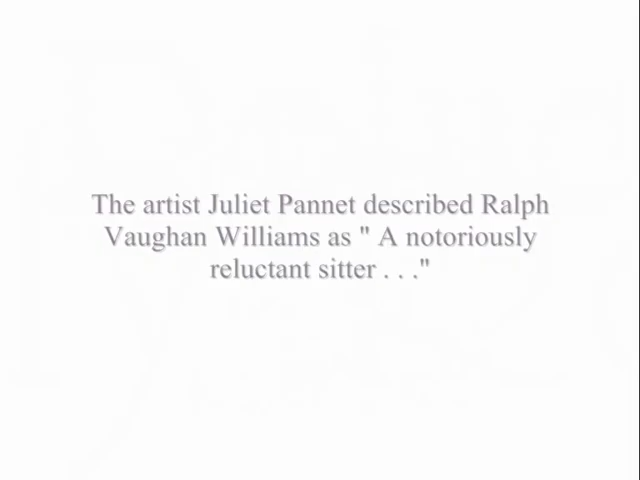 The artist Juliet Pannet described Ralph
Vaughan Williams as " A notoriously
reluctant sitter . . ."